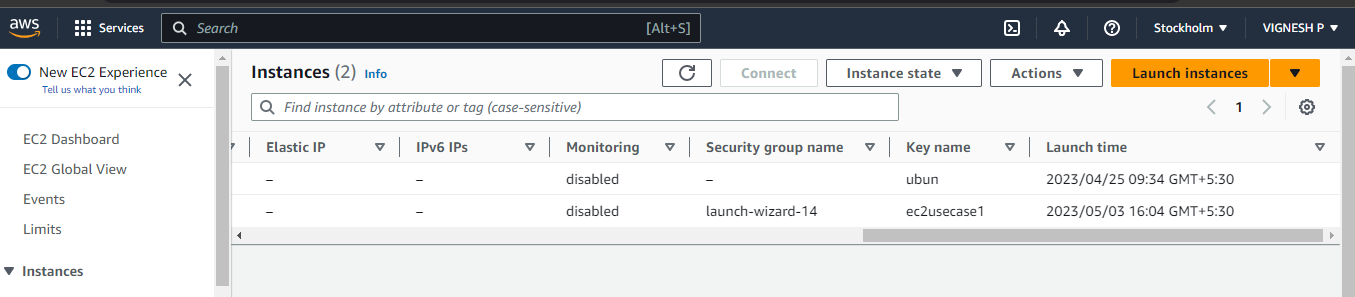 aws Services Search [Alt+S] Stockholm VIGNESH P
New EC2 Experience
Tell us what you think
EC2 Dashboard
EC2 Global View
Events
Limits
Instances
Instances (2) Info Connect Instance state Actions Launch instances
Find instance by attribute or tag (case-sensitive) 1
Elastic IP IPv6 IPs Monitoring Security group name Key name Launch time
– – disabled – ubun 2023/04/25 09:34 GMT+5:30
– – disabled launch-wizard-14 ec2usecase1 2023/05/03 16:04 GMT+5:30